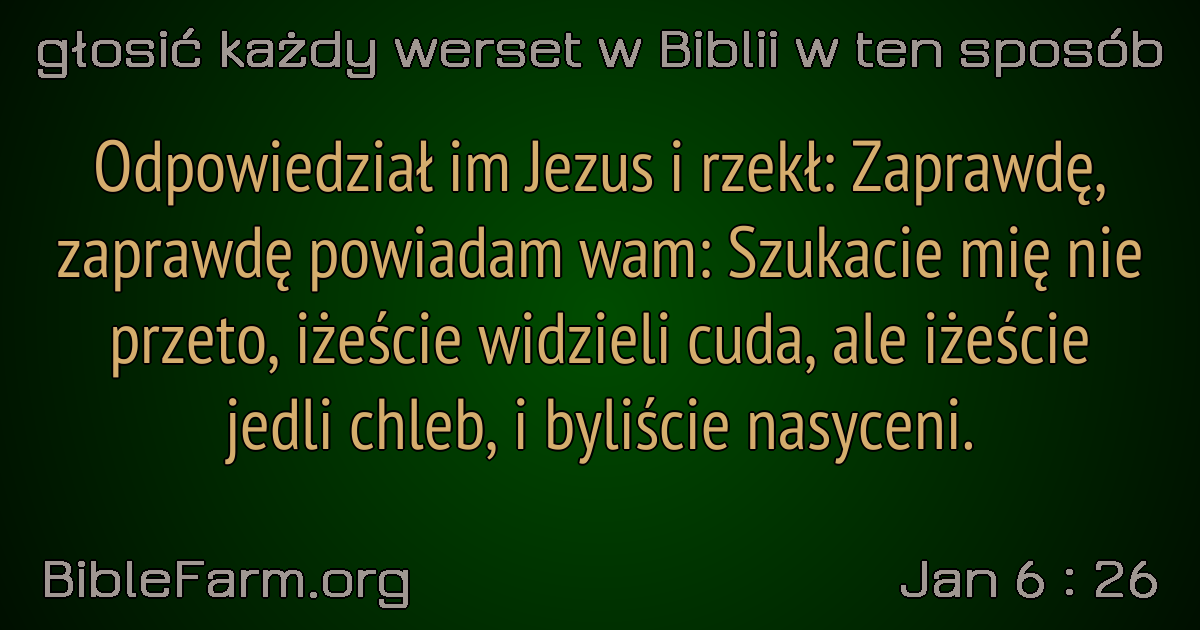 głosić każdy werset w Biblii w ten sposób
Odpowiedział im Jezus i rzekł: Zaprawdę,
zaprawdę powiadam wam: Szukacie mię nie
przeto, iżeście widzieli cuda, ale iżeście
jedli chleb, i byliście nasyceni.
BibleFarm.org
Jan 6 : 26